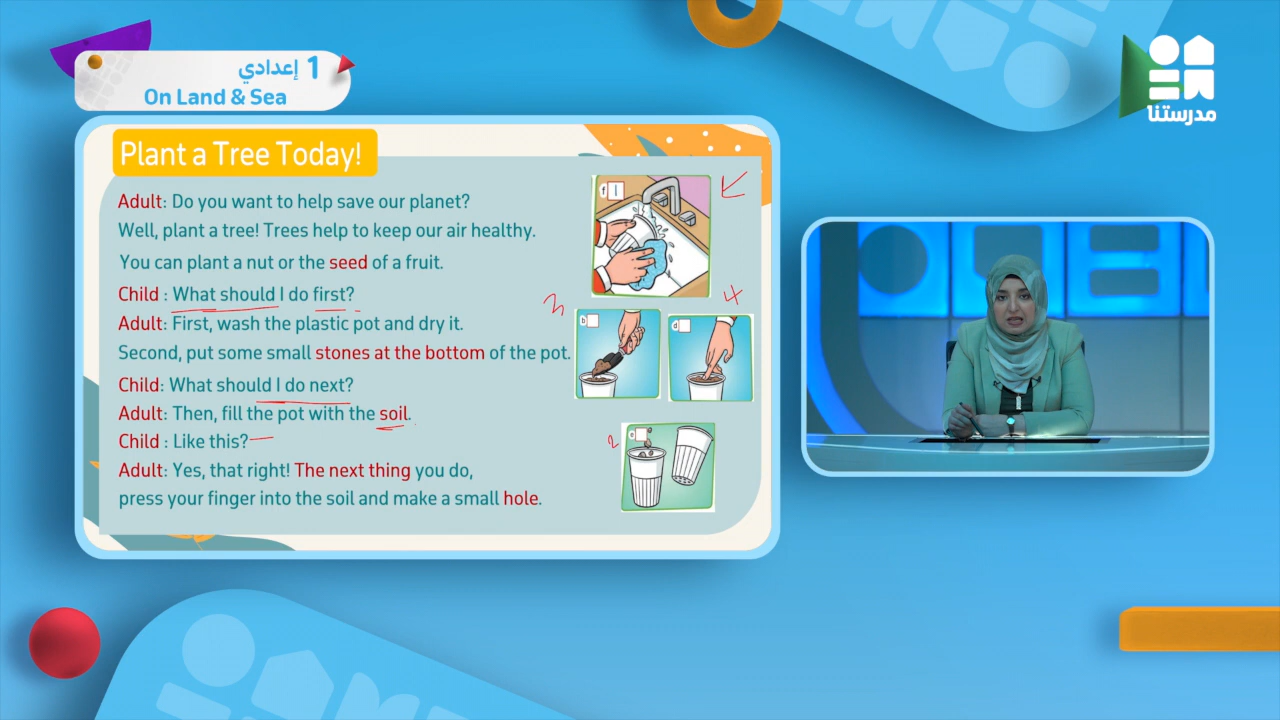 1 إعدادي
On Land & Sea
مدرستنا
Plant a Tree Today!
Adult: Do you want to help save our planet?
Well, plant a tree! Trees help to keep our air healthy.
You can plant a nut or the seed of a fruit.
Child : What should I do first?
Adult: First, wash the plastic pot and dry it.
Second, put some small stones at the bottom of the pot.
Child: What should I do next?
Adult: Then, fill the pot with the soil.
Child : Like this?
Adult: Yes, that right! The next thing you do,
press your finger into the soil and make a small hole.
f 1
3
4
b
d
2